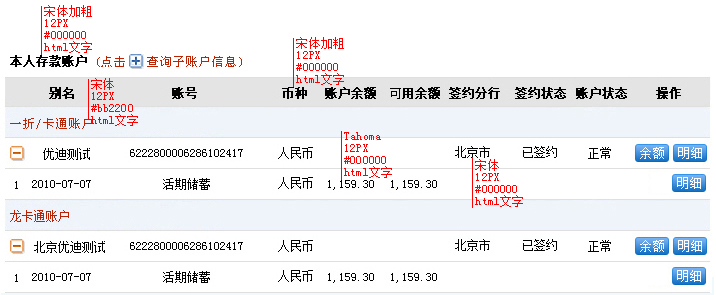 宋体加粗
12PX
#000000
html文字
宋体加粗
12PX
#000000
html文字
本人存款账户 (点击 查询子账户信息)
别名 账号 币种 账户余额 可用余额 签约分行 签约状态 账户状态 操作
宋体
12PX
#bb2200
html文字
一折/卡通账户
Tahoma
12PX
#000000
html文字
优迪测试 6222800006286102417 人民币 北京市 已签约 正常 余额 明细
宋体
12PX
#000000
html文字
1 2010-07-07 活期储蓄 人民币 1,159.30 1,159.30 明细
龙卡通账户
北京优迪测试 6222800006286102417 人民币 北京市 已签约 正常 余额 明细
1 2010-07-07 活期储蓄 人民币 1,159.30 1,159.30 明细